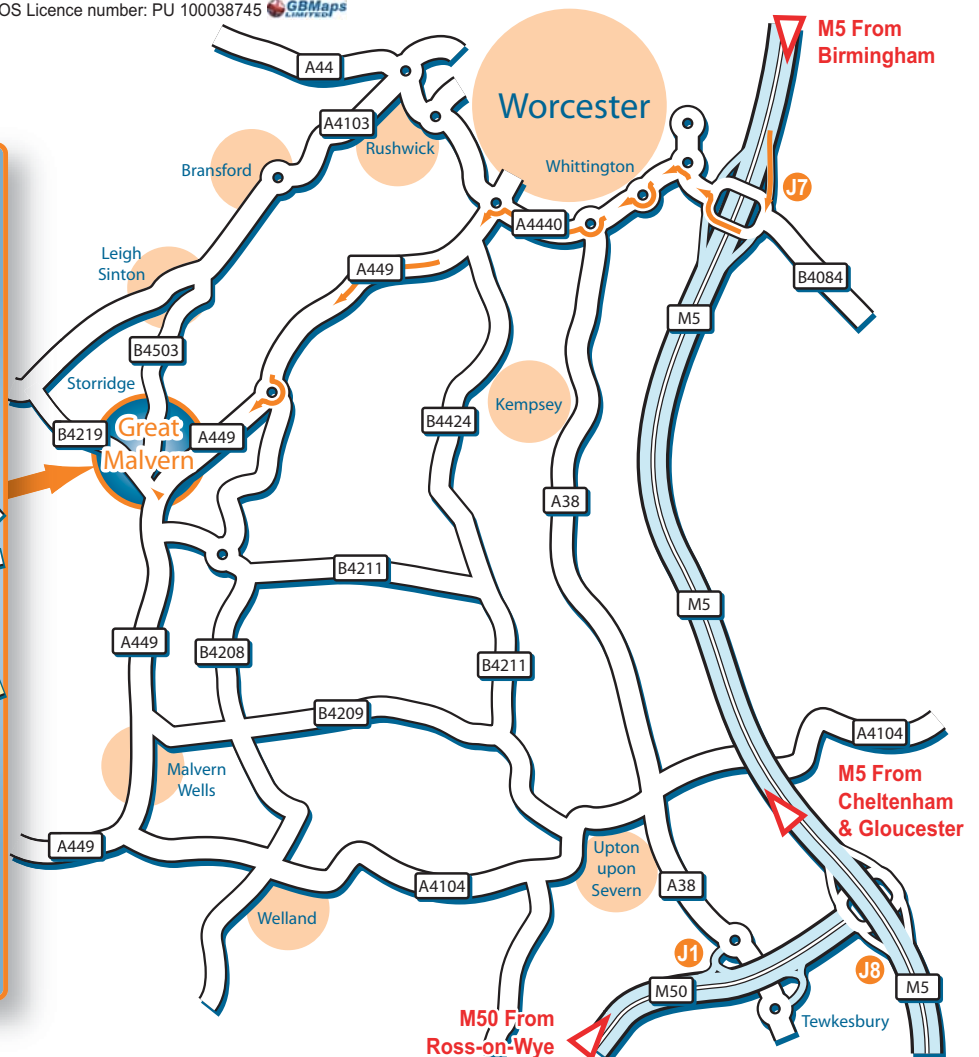 OS Licence number: PU 100038745 GBMaps
LIMITED
M5 From
Birmingham
A44
Worcester
A4103
Rushwick
Bransford
Whittington
J7
A4440
Leigh
Sinton
A449
B4084
M5
B4503
Storridge
Kempsey
B4219
Great
Malvern
A449
B4424
A38
B4211
M5
A449
B4208
B4211
B4209
A4104
Malvern
Wells
M5 From
Cheltenham
& Gloucester
A449
Upton
upon
Severn
A4104
A38
Welland
J1
J8
M50
M5
M50 From
Ross-on-Wye
Tewkesbury